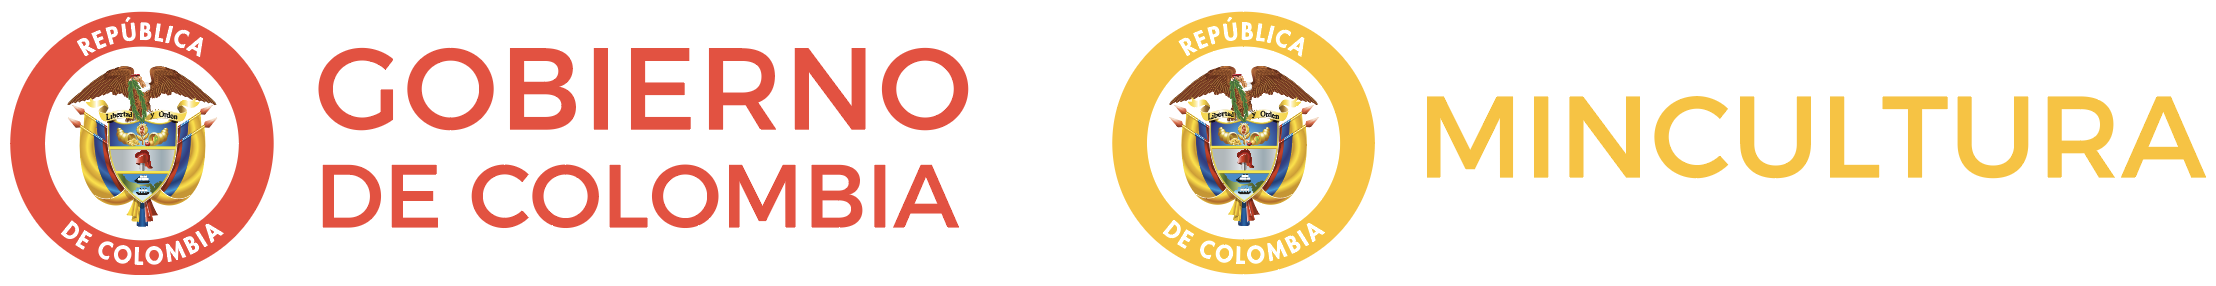 REPÚBLICA
Libertad y Orden
DE COLOMBIA
GOBIERNO
DE COLOMBIA
REPÚBLICA
Libertad y Orden
DE COLOMBIA
MINCULTURA